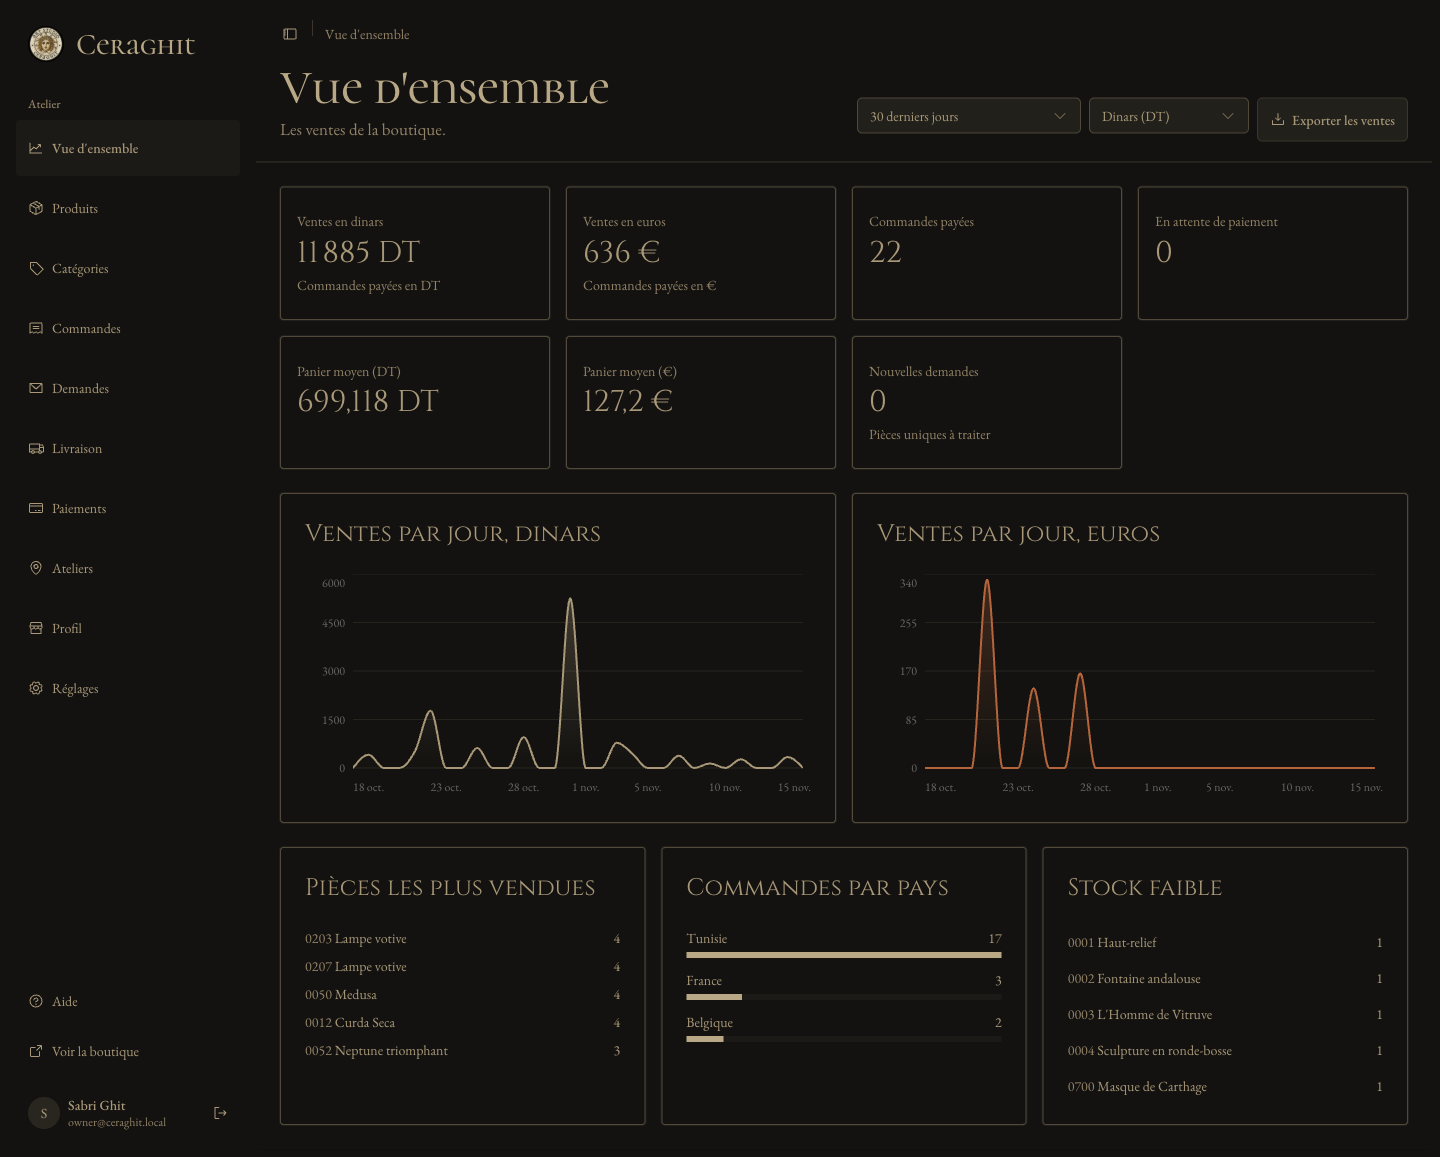 Ceraghit
Atelier
Vue d'ensemble
Produits
Catégories
Commandes
Demandes
Livraison
Paiements
Ateliers
Profil
Réglages
Aide
Voir la boutique
S
Sabri Ghit
owner@ceraghit.local
Vue d'ensemble
Vue d'ensemble
Les ventes de la boutique.
30 derniers jours
Dinars (DT)
Exporter les ventes
Ventes en dinars
11 885 DT
Commandes payées en DT
Ventes en euros
636 €
Commandes payées en €
Commandes payées
22
En attente de paiement
0
Panier moyen (DT)
699,118 DT
Panier moyen (€)
127,2 €
Nouvelles demandes
0
Pièces uniques à traiter
Ventes par jour, dinars
6000
4500
3000
1500
0
18 oct. 23 oct. 28 oct. 1 nov. 5 nov. 10 nov. 15 nov.
Ventes par jour, euros
340
255
170
85
0
18 oct. 23 oct. 28 oct. 1 nov. 5 nov. 10 nov. 15 nov.
Pièces les plus vendues
0203 Lampe votive 4
0207 Lampe votive 4
0050 Medusa 4
0012 Curda Seca 4
0052 Neptune triomphant 3
Commandes par pays
Tunisie 17
France 3
Belgique 2
Stock faible
0001 Haut-relief 1
0002 Fontaine andalouse 1
0003 L'Homme de Vitruve 1
0004 Sculpture en ronde-bosse 1
0700 Masque de Carthage 1